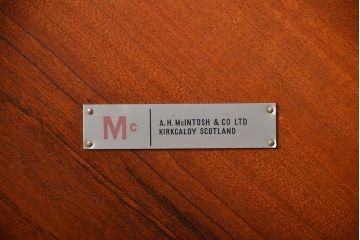 Mc
A.H. McINTOSH & CO LTD
KIRKCALDY SCOTLAND